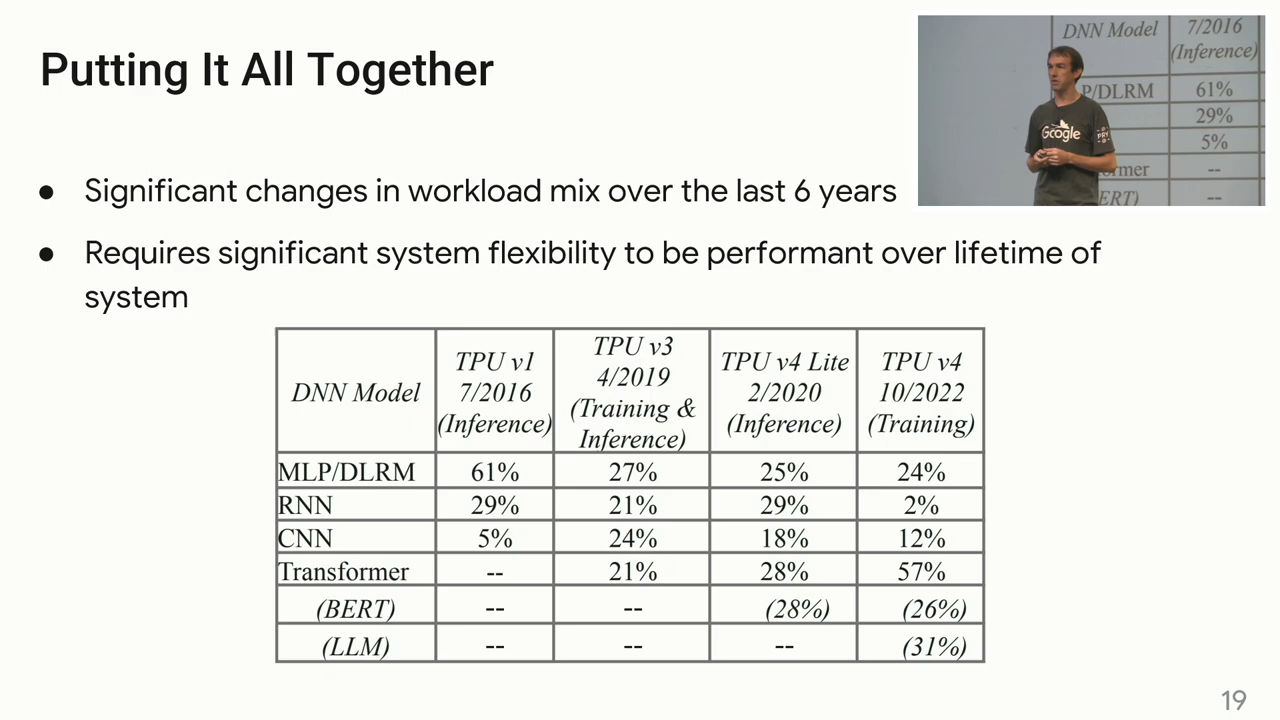 Putting It All Together
DNN Model 7/2016
(Inference)
P/DLRM 61%
29%
5%
rmer --
ERT) --
Google
● Significant changes in workload mix over the last 6 years
● Requires significant system flexibility to be performant over lifetime of
system
DNN Model TPU v1 7/2016 (Inference) TPU v3 4/2019 (Training & Inference) TPU v4 Lite 2/2020 (Inference) TPU v4 10/2022 (Training)
MLP/DLRM 61% 27% 25% 24%
RNN 29% 21% 29% 2%
CNN 5% 24% 18% 12%
Transformer -- 21% 28% 57%
(BERT) -- -- (28%) (26%)
(LLM) -- -- -- (31%)
19